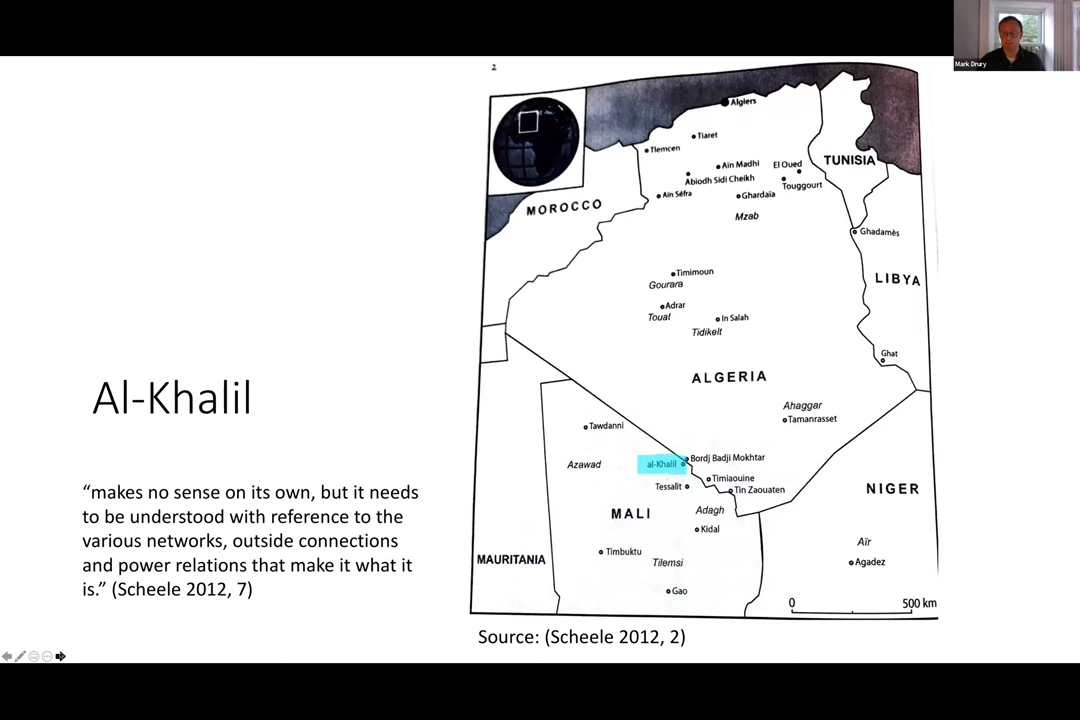 Mark Drury
2
Algiers
Tiaret
Tlemcen
Aïn Madhi
El Oued
TUNISIA
Abiodh Sidi Cheikh
Touggourt
Aïn Séfra
Ghardaïa
MOROCCO
Mzab
Ghadamès
Timimoun
Gourara
LIBYA
Adrar
Touat
In Salah
Tidikelt
Ghat
ALGERIA
Ahaggar
Tamanrasset
Tawdanni
Azawad
al-Khalil
Bordj Badji Mokhtar
Timiaouine
Tessalit
Tin Zaouaten
NIGER
MALI
Adagh
Kidal
Aïr
Timbuktu
MAURITANIA
Tilemsi
Agadez
Gao
0
500 km
Al-Khalil
“makes no sense on its own, but it needs
to be understood with reference to the
various networks, outside connections
and power relations that make it what it
is.” (Scheele 2012, 7)
Source: (Scheele 2012, 2)